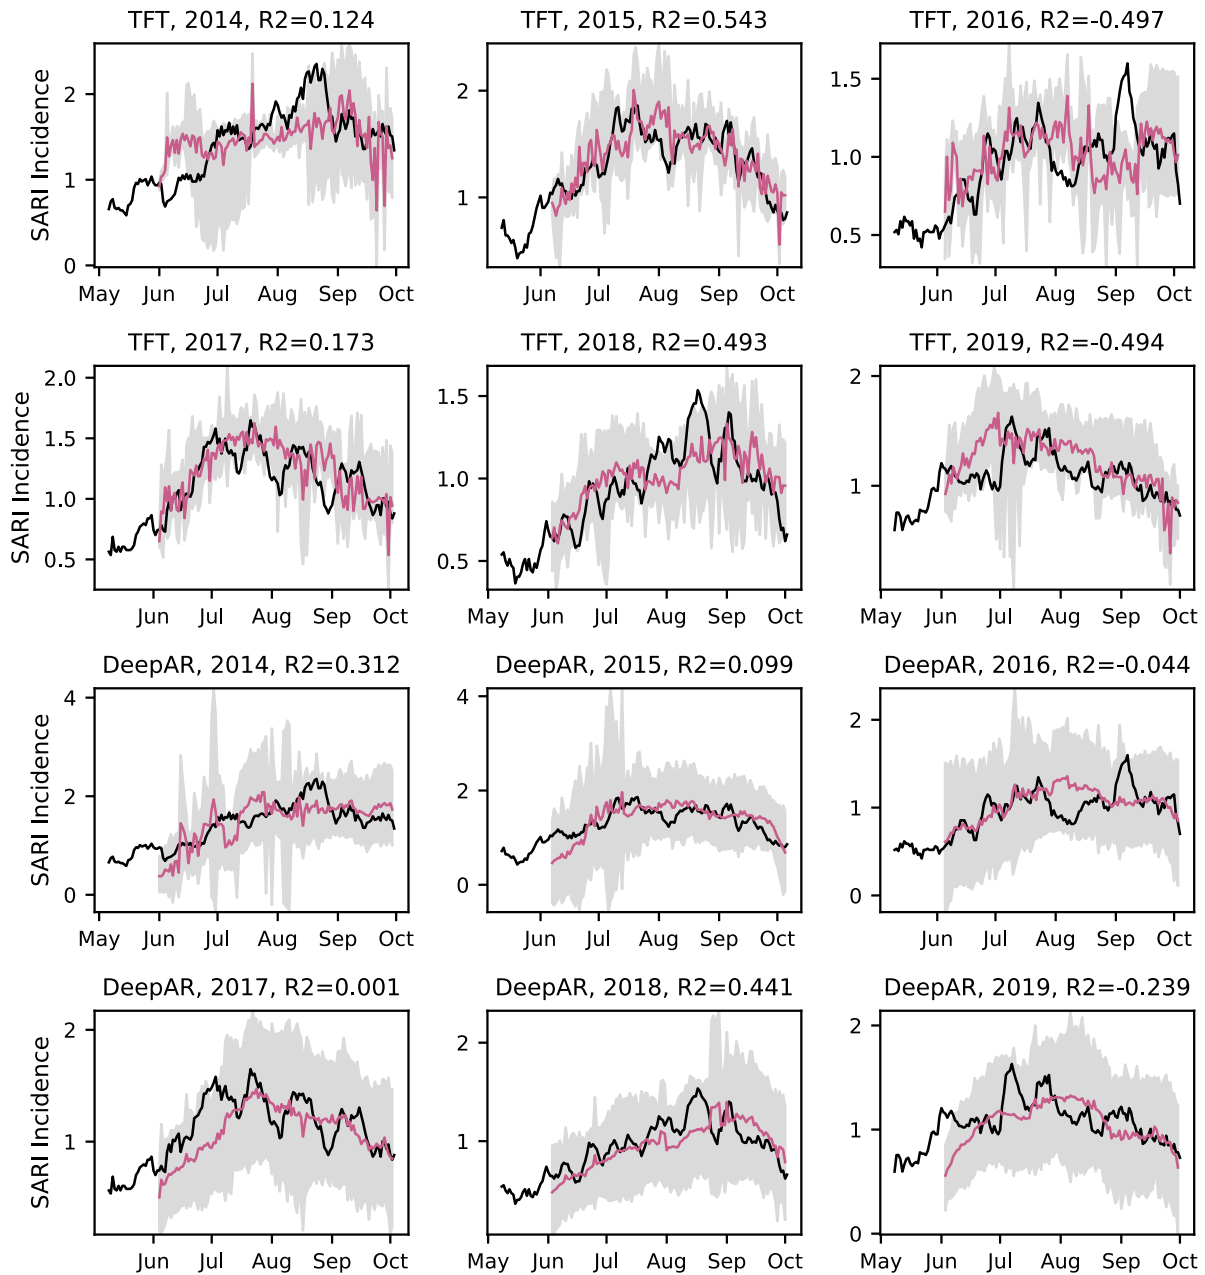 TFT, 2014, R2=0.124
TFT, 2015, R2=0.543
TFT, 2016, R2=-0.497
SARI Incidence
2
1
0
2
1
1.5
1.0
0.5
May Jun Jul Aug Sep Oct
Jun Jul Aug Sep Oct
Jun Jul Aug Sep Oct
TFT, 2017, R2=0.173
TFT, 2018, R2=0.493
TFT, 2019, R2=-0.494
SARI Incidence
2.0
1.5
1.0
0.5
1.5
1.0
0.5
2
1
Jun Jul Aug Sep Oct
May Jun Jul Aug Sep Oct
May Jun Jul Aug Sep Oct
DeepAR, 2014, R2=0.312
DeepAR, 2015, R2=0.099
DeepAR, 2016, R2=-0.044
SARI Incidence
4
2
0
4
2
0
2
1
0
May Jun Jul Aug Sep Oct
Jun Jul Aug Sep Oct
Jun Jul Aug Sep Oct
DeepAR, 2017, R2=0.001
DeepAR, 2018, R2=0.441
DeepAR, 2019, R2=-0.239
SARI Incidence
2
1
2
1
2
1
0
Jun Jul Aug Sep Oct
May Jun Jul Aug Sep Oct
May Jun Jul Aug Sep Oct